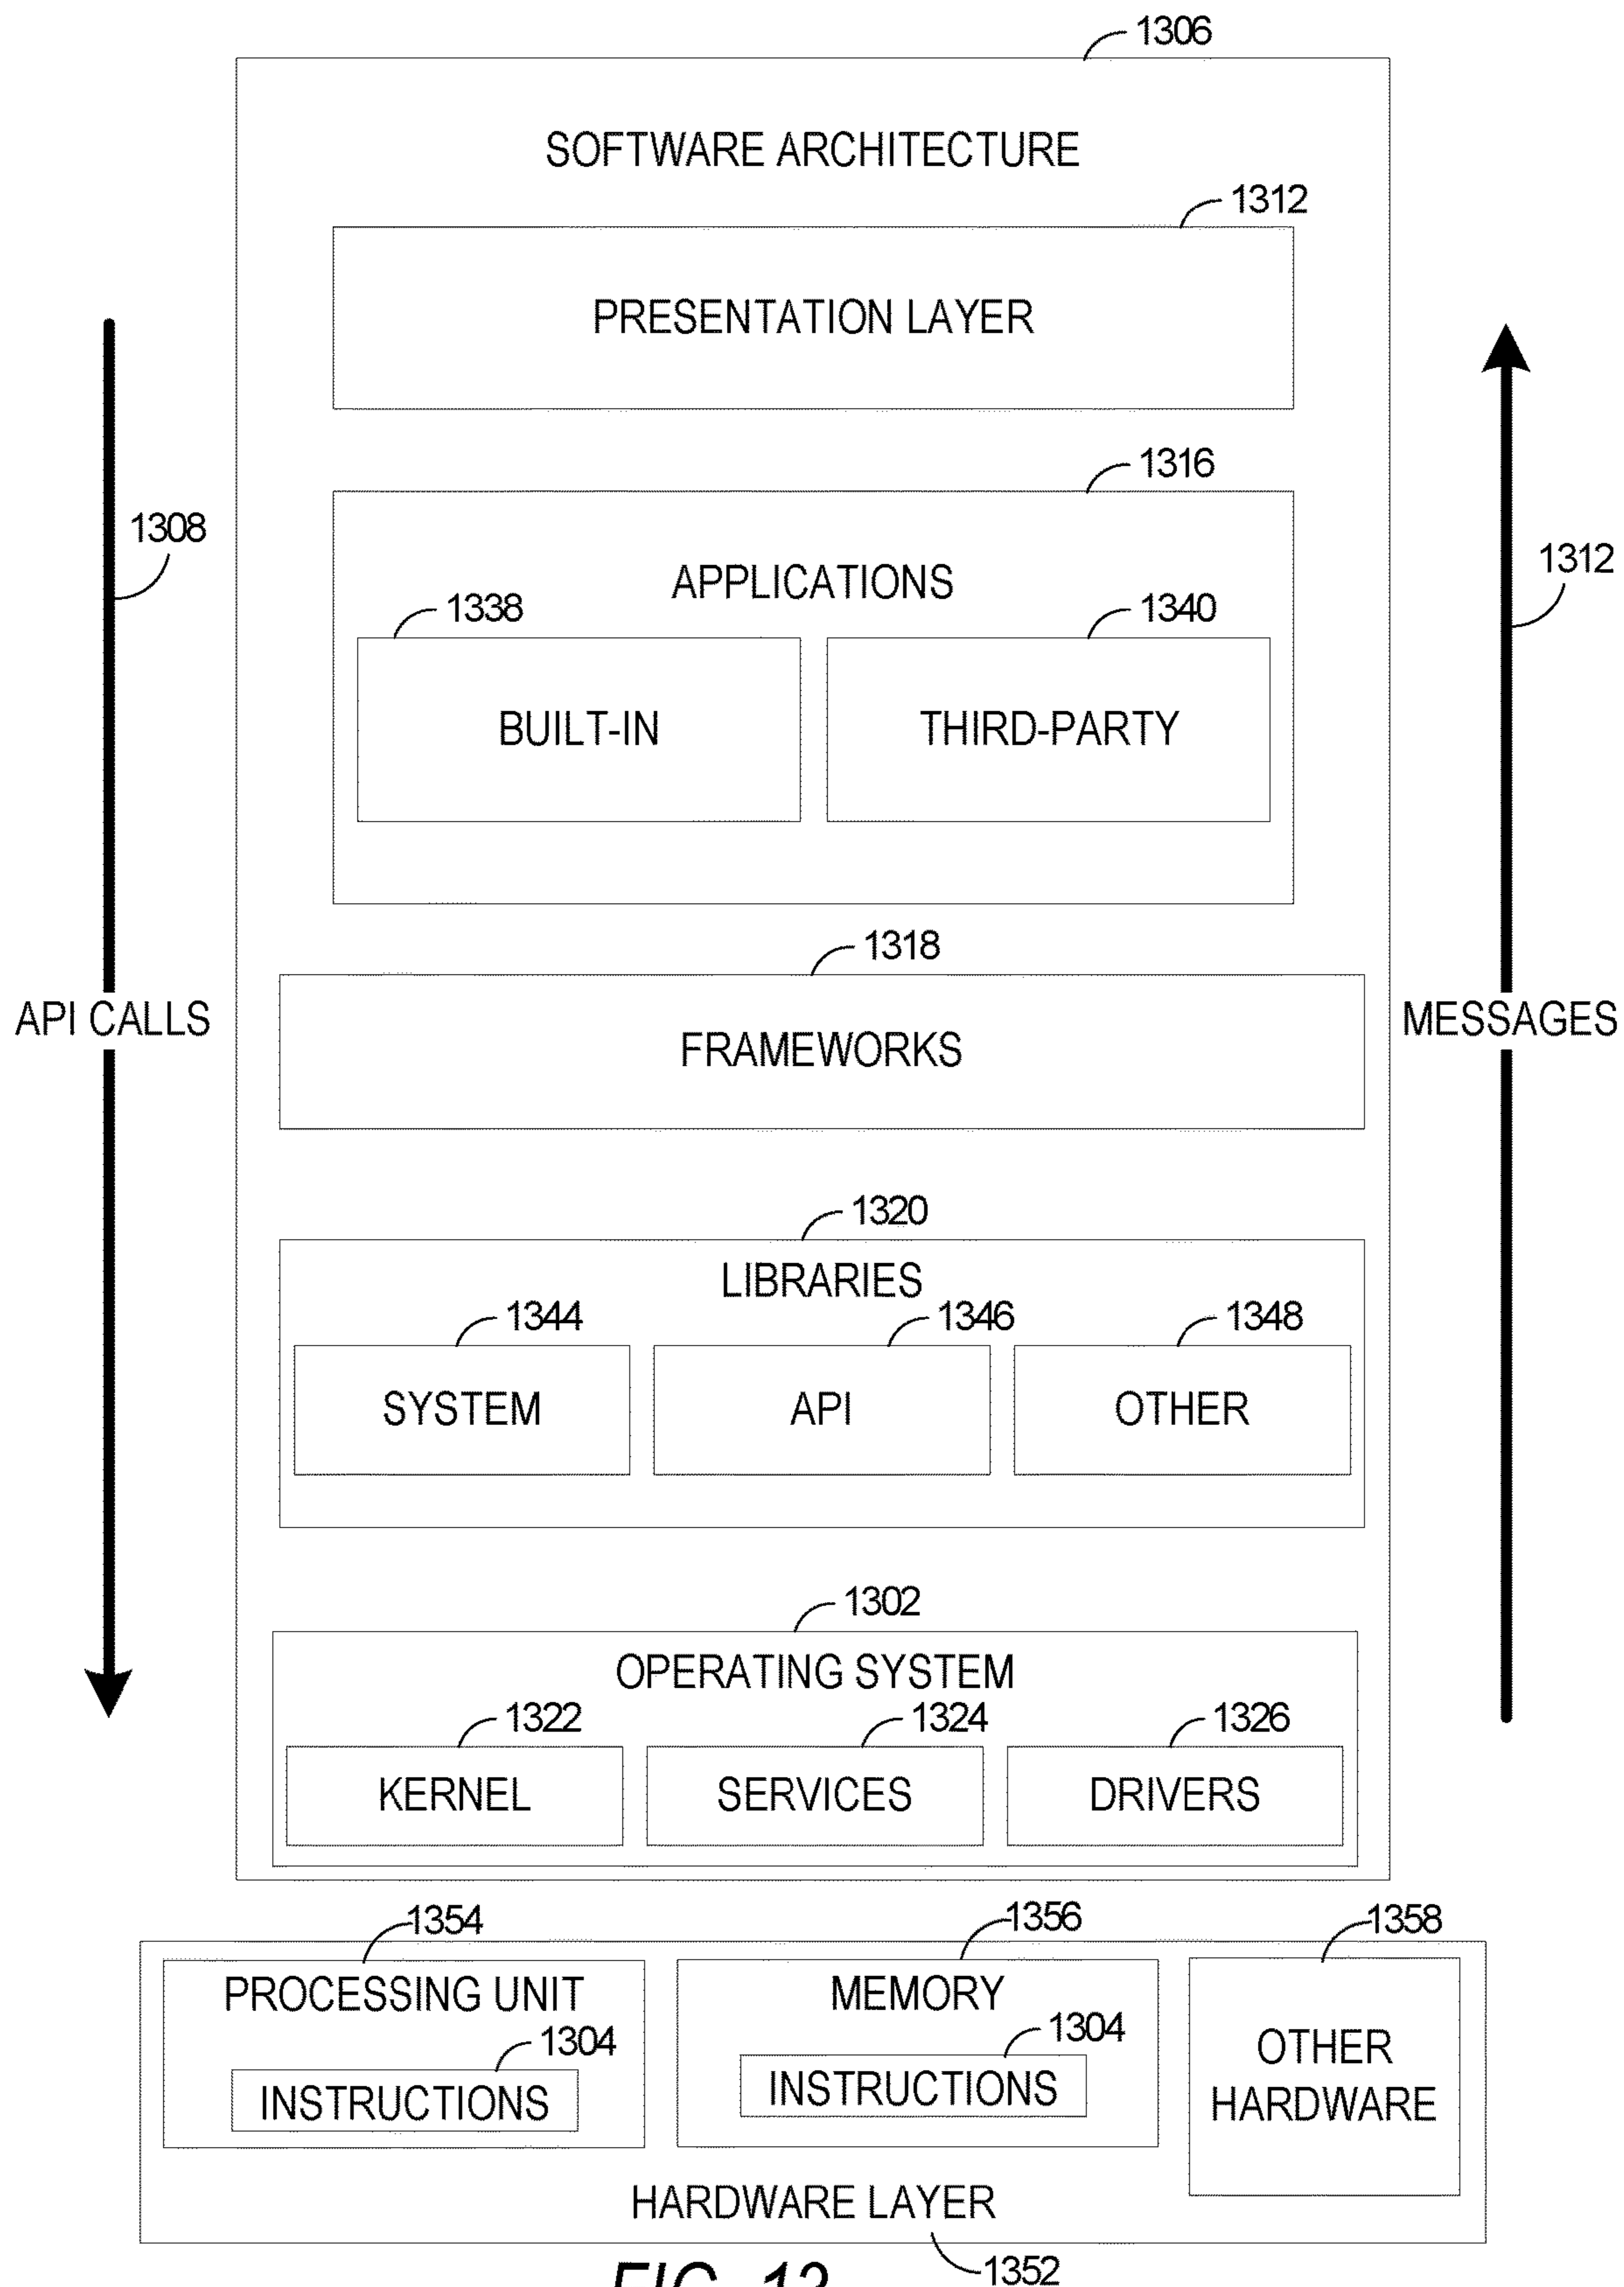 1306
SOFTWARE ARCHITECTURE
1312
PRESENTATION LAYER
1316
1308
APPLICATIONS
1312
1338
1340
BUILT-IN
THIRD-PARTY
1318
API CALLS
FRAMEWORKS
MESSAGES
1320
LIBRARIES
1344
1346
1348
SYSTEM
API
OTHER
1302
OPERATING SYSTEM
1322
1324
1326
KERNEL
SERVICES
DRIVERS
1354
1356
1358
PROCESSING UNIT
MEMORY
1304
1304
INSTRUCTIONS
INSTRUCTIONS
OTHER
HARDWARE
HARDWARE LAYER
1352
FIG.